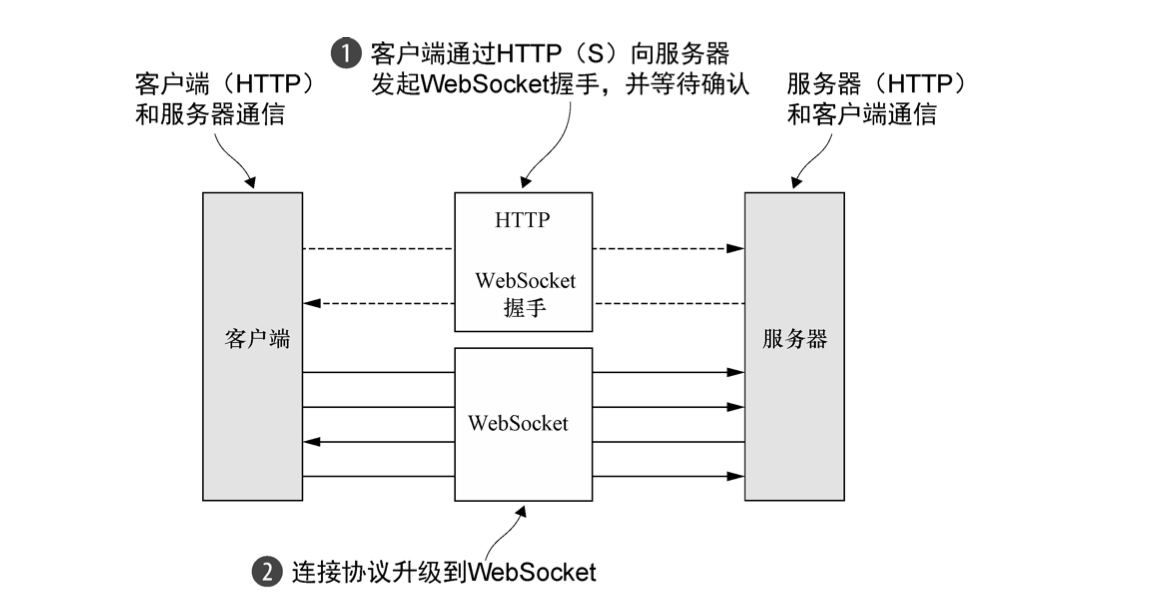 ❶ 客户端通过HTTP（S）向服务器
发起WebSocket握手，并等待确认
客户端（HTTP）
和服务器通信
服务器（HTTP）
和客户端通信
HTTP
WebSocket
握手
客户端
服务器
WebSocket
❷ 连接协议升级到WebSocket